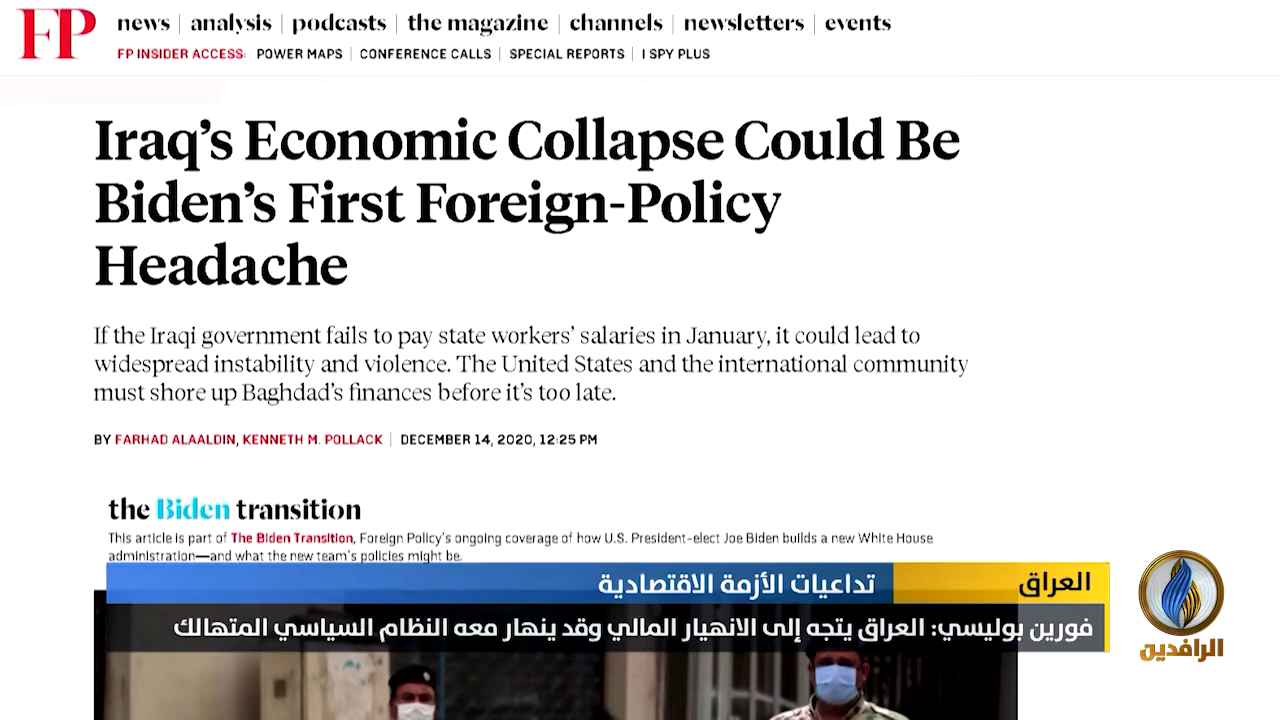 FP
news | analysis | podcasts | the magazine | channels | newsletters | events
FP INSIDER ACCESS: POWER MAPS | CONFERENCE CALLS | SPECIAL REPORTS | I SPY PLUS
Iraq’s Economic Collapse Could Be
Biden’s First Foreign-Policy
Headache
If the Iraqi government fails to pay state workers’ salaries in January, it could lead to
widespread instability and violence. The United States and the international community
must shore up Baghdad’s finances before it’s too late.
BY FARHAD ALAALDIN, KENNETH M. POLLACK | DECEMBER 14, 2020, 12:25 PM
the Biden transition
This article is part of The Biden Transition, Foreign Policy’s ongoing coverage of how U.S. President-elect Joe Biden builds a new White House
administration—and what the new team’s policies might be.
العراق
تداعيات الأزمة الاقتصادية
فورين بوليسي: العراق يتجه إلى الانهيار المالي وقد ينهار معه النظام السياسي المتهالك
الرافدين